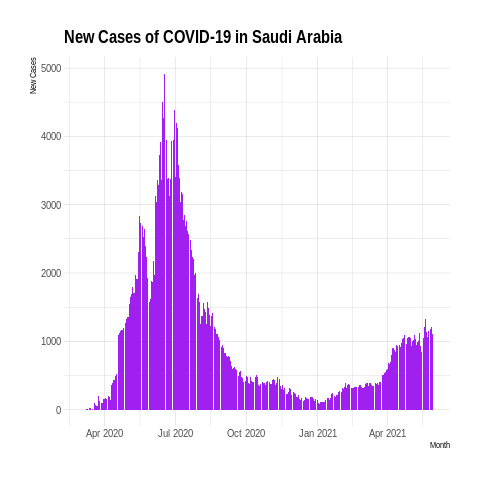 New Cases of COVID-19 in Saudi Arabia
New Cases
5000
4000
3000
2000
1000
0
Apr 2020 Jul 2020 Oct 2020 Jan 2021 Apr 2021
Month